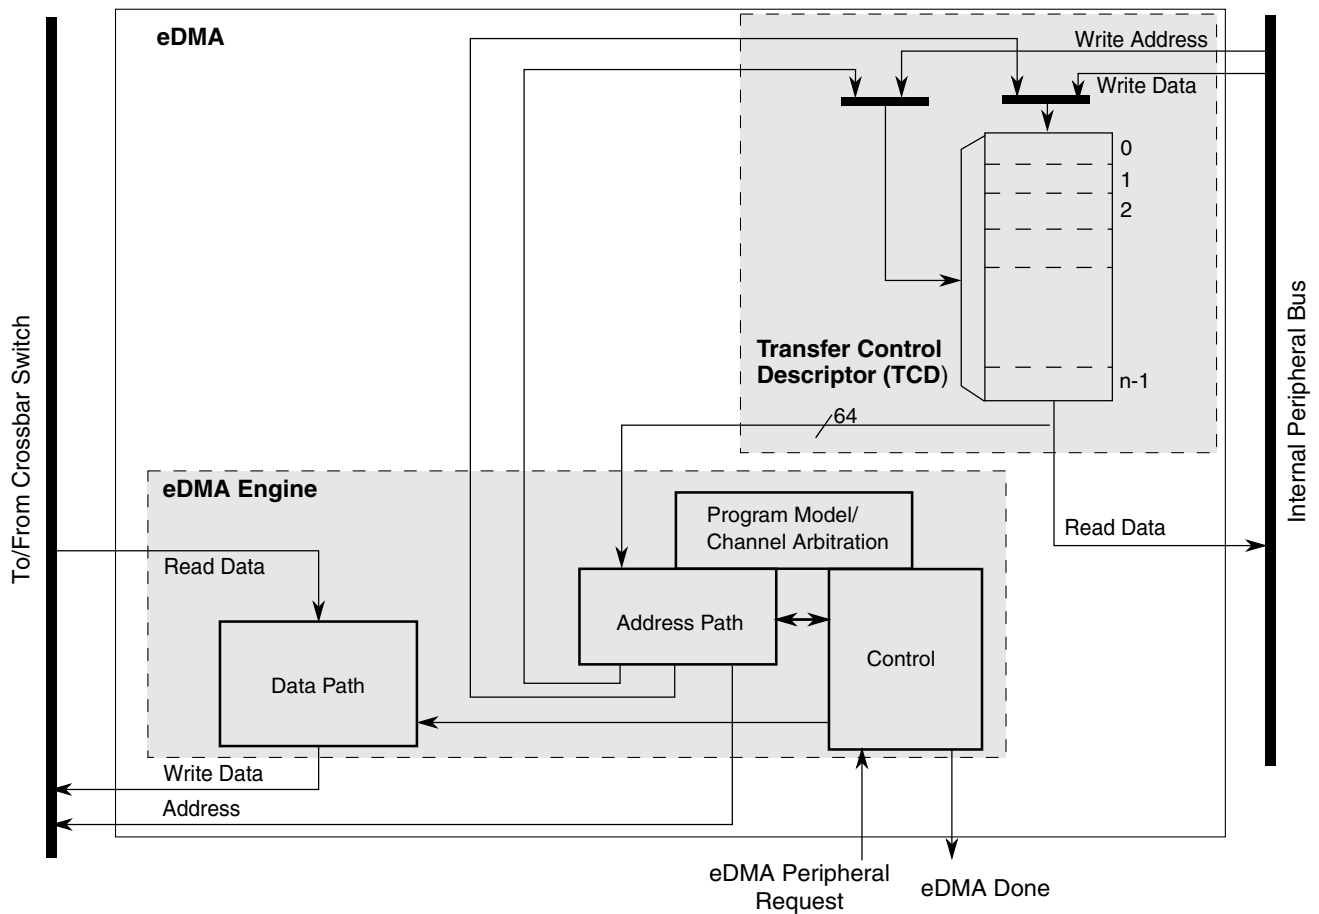 eDMA
Write Address
Write Data
0
1
2
n-1
Transfer Control
Descriptor (TCD)
64
To/From Crossbar Switch
Internal Peripheral Bus
eDMA Engine
Program Model/
Channel Arbitration
Read Data
Read Data
Address Path
Control
Data Path
Write Data
Address
eDMA Peripheral
Request
eDMA Done